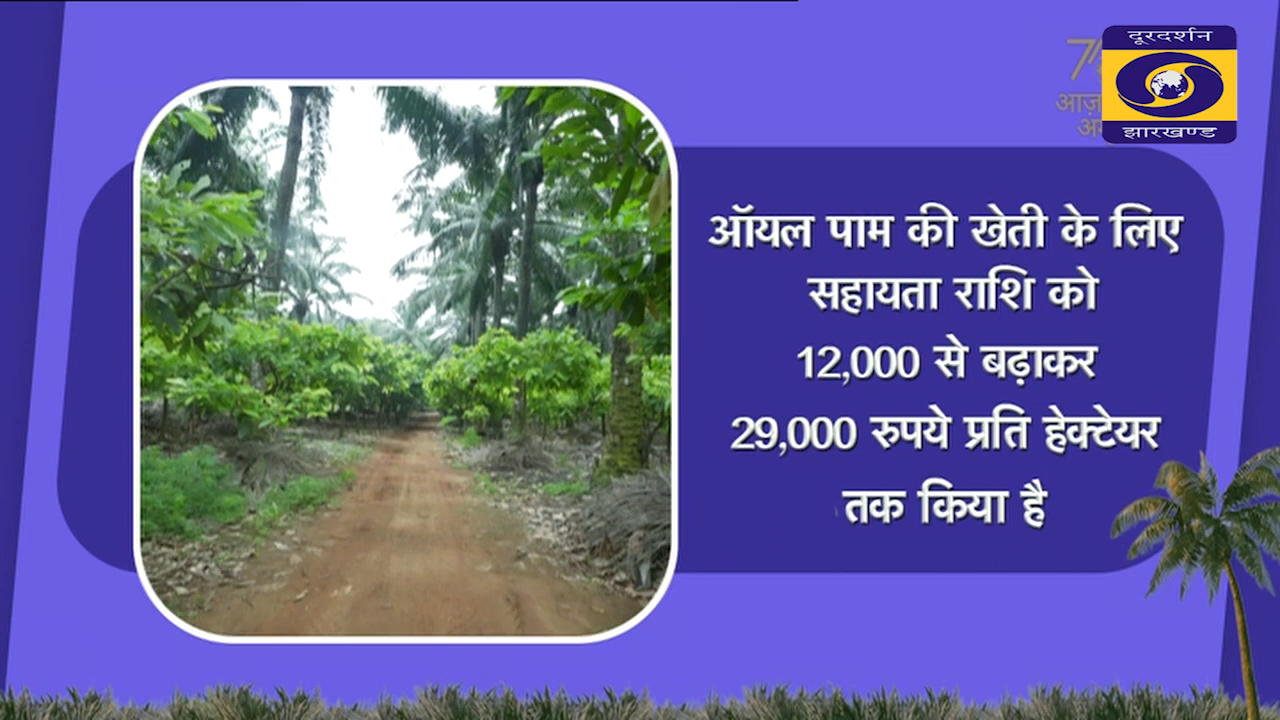 दूरदर्शन
झारखण्ड
ऑयल पाम की खेती के लिए
सहायता राशि को
12,000 से बढ़ाकर
29,000 रुपये प्रति हेक्टेयर
तक किया है